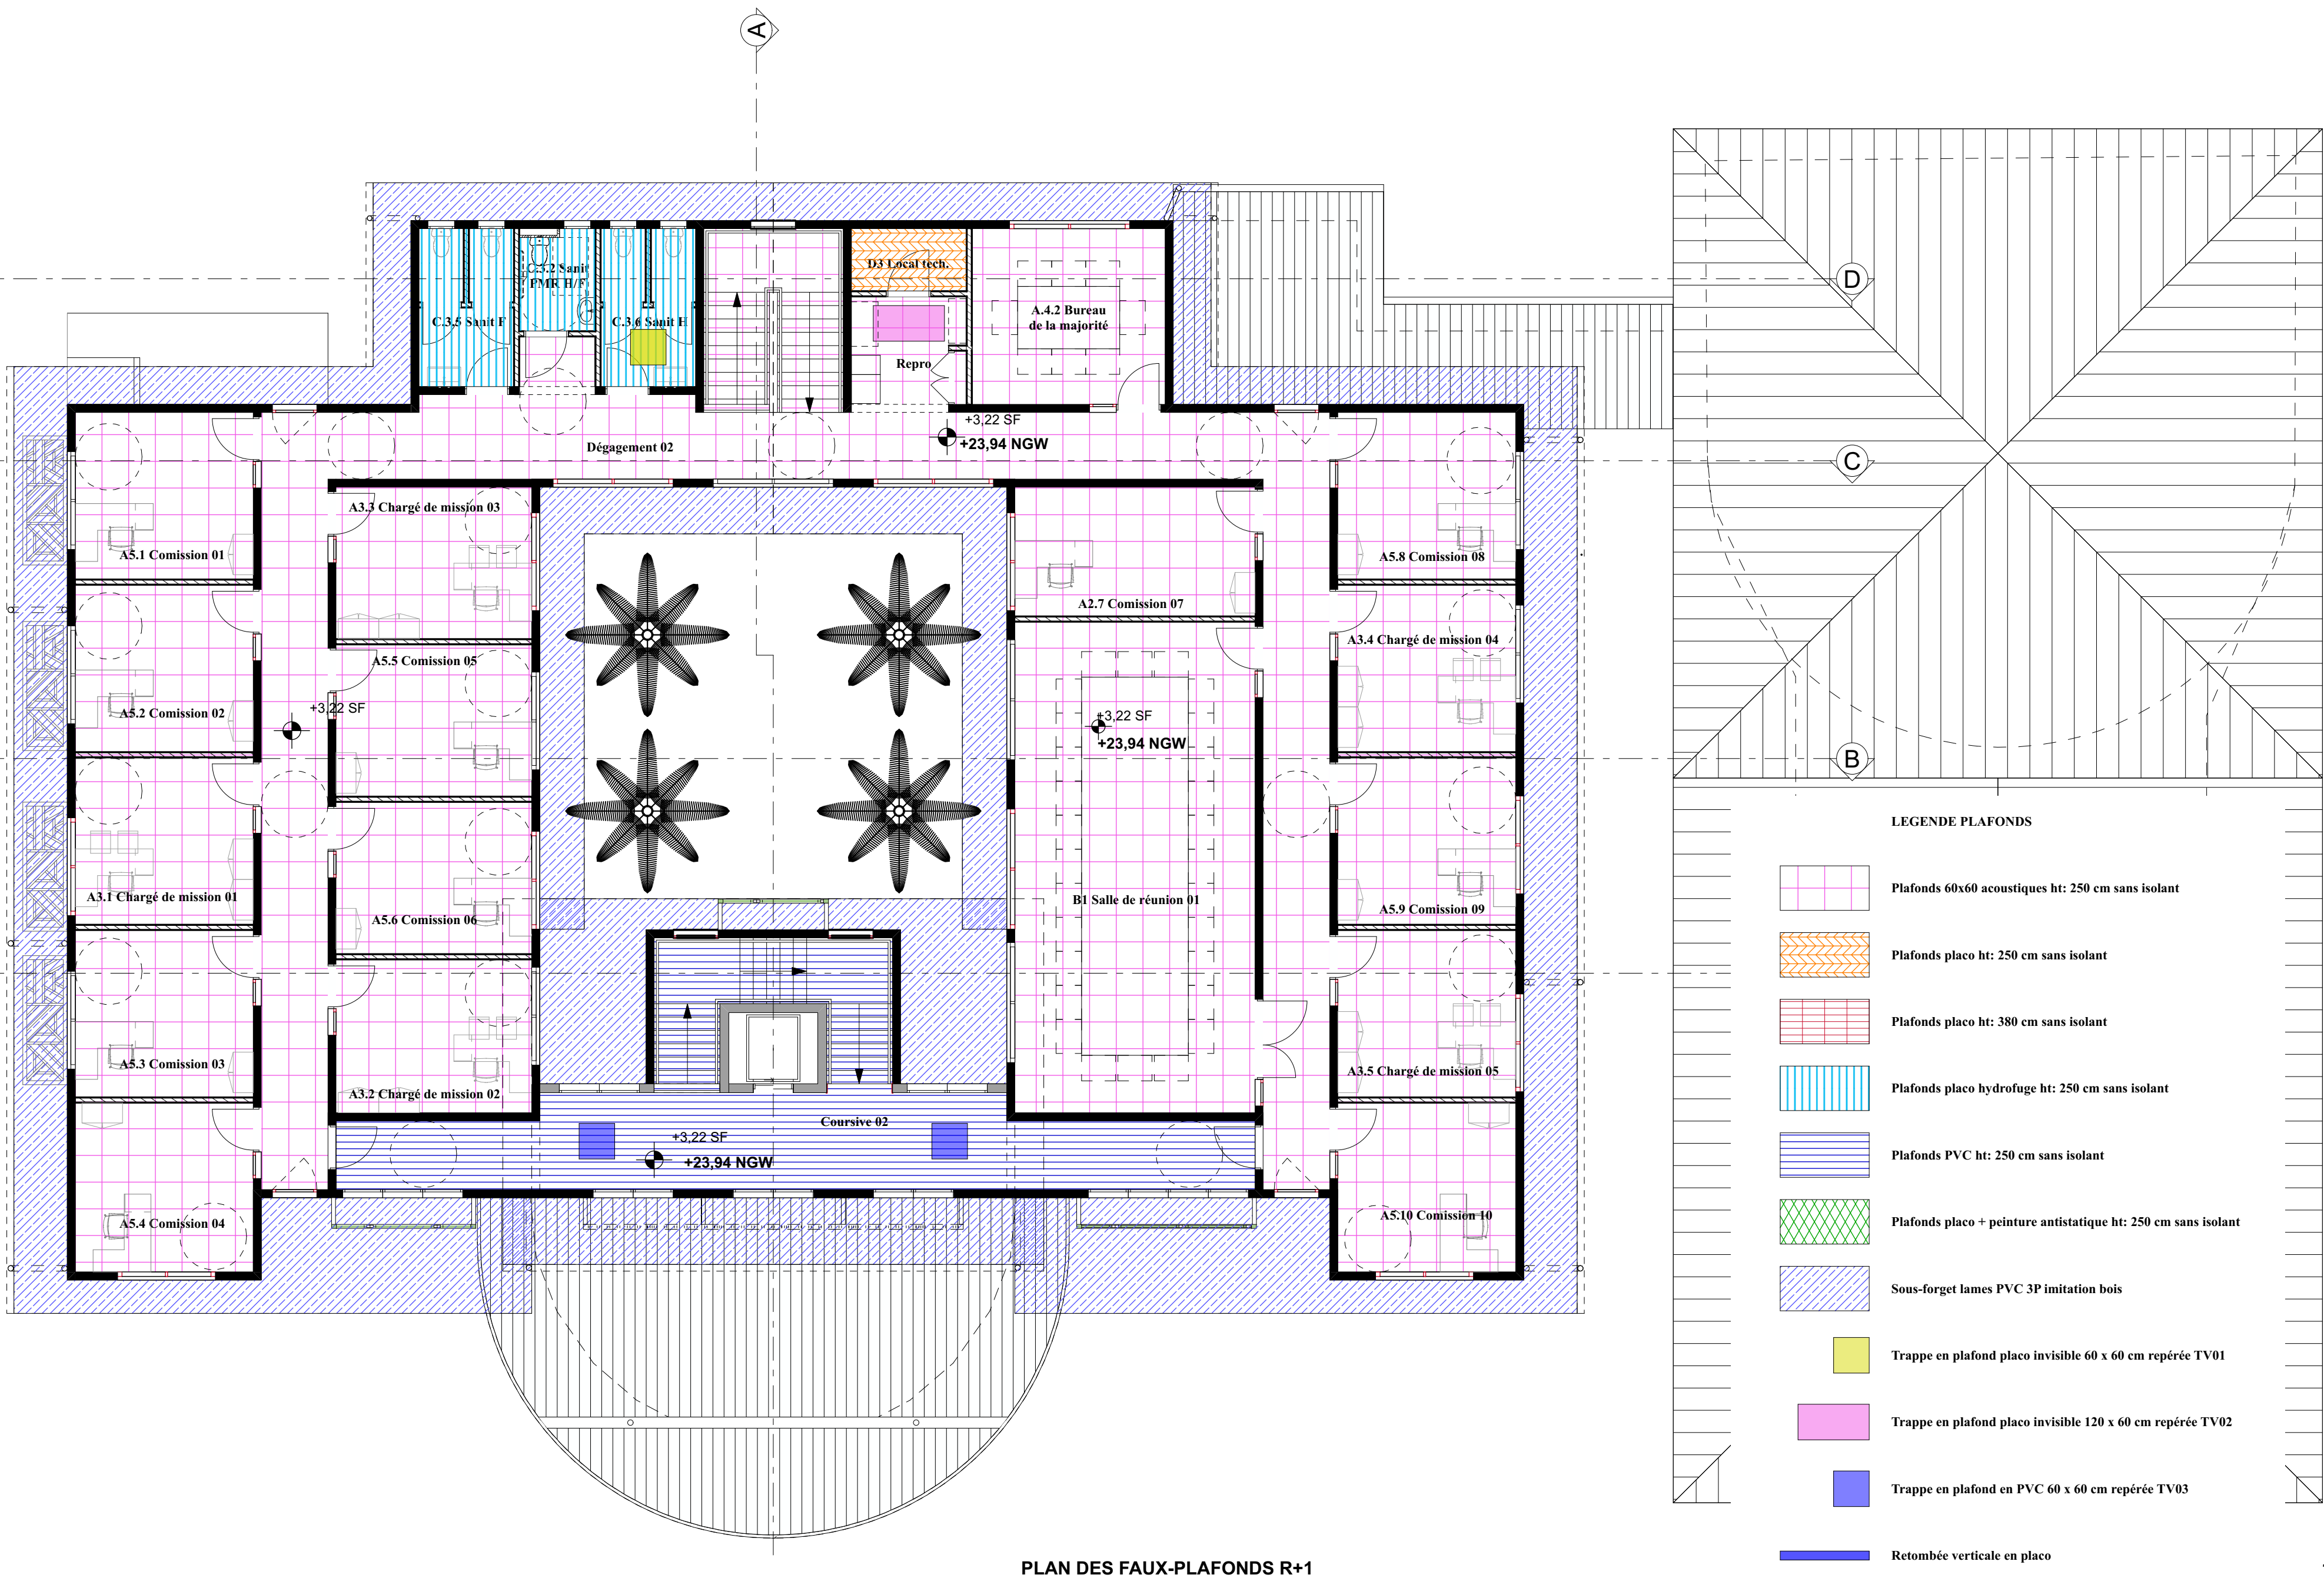 A
C.3.2 Sanit
PMR H/F
D3 Local tech.
D
C.3.5 Sanit F
C.3.6 Sanit H
A.4.2 Bureau
de la majorité
Repro
+3,22 SF
+23,94 NGW
Dégagement 02
C
A3.3 Chargé de mission 03
A5.1 Comission 01
A5.8 Comission 08
A2.7 Comission 07
A3.4 Chargé de mission 04
A5.5 Comission 05
A5.2 Comission 02
+3,22 SF
+3,22 SF
+23,94 NGW
B
A3.1 Chargé de mission 01
A5.6 Comission 06
B1 Salle de réunion 01
A5.9 Comission 09
A5.3 Comission 03
A3.2 Chargé de mission 02
A3.5 Chargé de mission 05
Coursive 02
+3,22 SF
+23,94 NGW
A5.4 Comission 04
A5.10 Comission 10
LEGENDE PLAFONDS
Plafonds 60x60 acoustiques ht: 250 cm sans isolant
Plafonds placo ht: 250 cm sans isolant
Plafonds placo ht: 380 cm sans isolant
Plafonds placo hydrofuge ht: 250 cm sans isolant
Plafonds PVC ht: 250 cm sans isolant
Plafonds placo + peinture antistatique ht: 250 cm sans isolant
Sous-forget lames PVC 3P imitation bois
Trappe en plafond placo invisible 60 x 60 cm repérée TV01
Trappe en plafond placo invisible 120 x 60 cm repérée TV02
Trappe en plafond en PVC 60 x 60 cm repérée TV03
Retombée verticale en placo
PLAN DES FAUX-PLAFONDS R+1